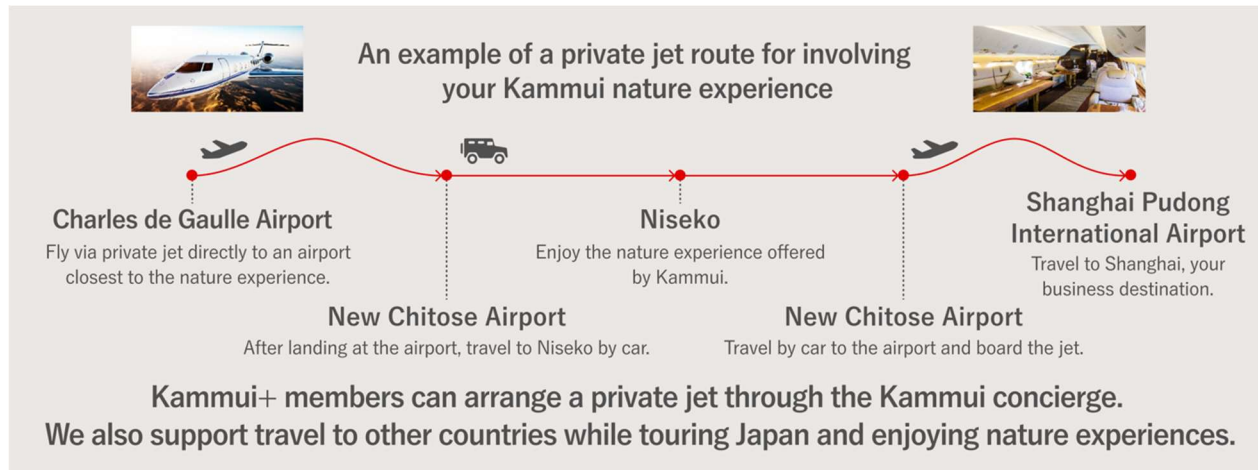 An example of a private jet route for involving
your Kammui nature experience
Charles de Gaulle Airport
Fly via private jet directly to an airport
closest to the nature experience.
New Chitose Airport
After landing at the airport, travel to Niseko by car.
Niseko
Enjoy the nature experience offered
by Kammui.
New Chitose Airport
Travel by car to the airport and board the jet.
Shanghai Pudong
International Airport
Travel to Shanghai, your
business destination.
Kammui+ members can arrange a private jet through the Kammui concierge.
We also support travel to other countries while touring Japan and enjoying nature experiences.